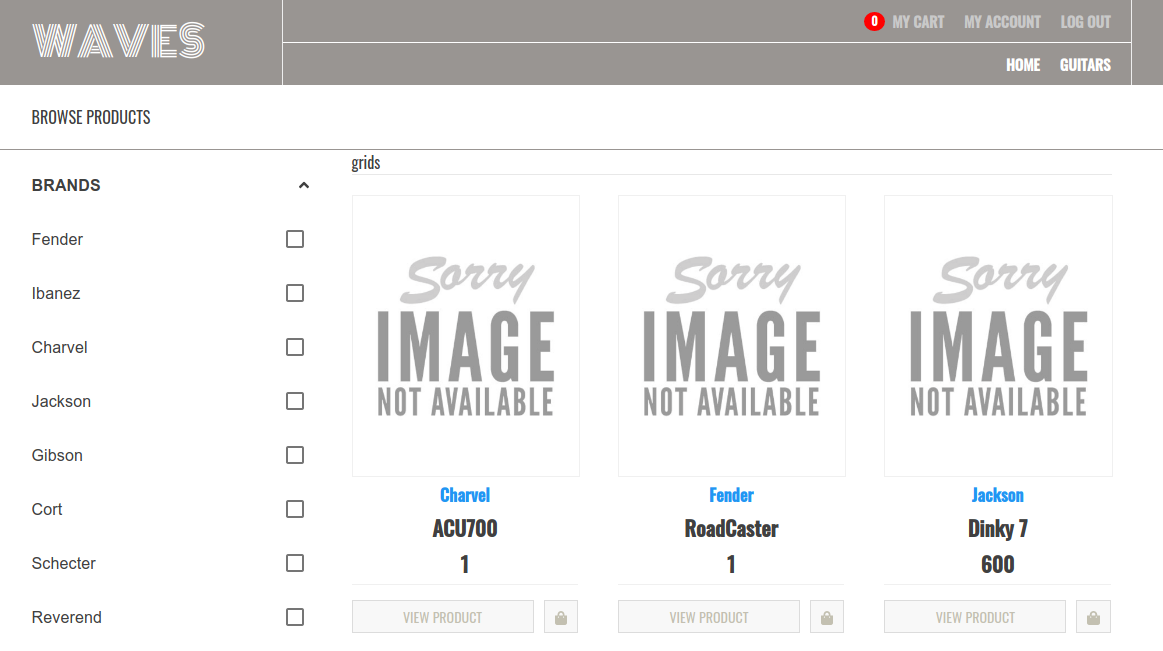 WAVES
0 MY CART MY ACCOUNT LOG OUT
HOME GUITARS
BROWSE PRODUCTS
BRANDS
Fender
Ibanez
Charvel
Jackson
Gibson
Cort
Schecter
Reverend
grids
Sorry
IMAGE
NOT AVAILABLE
Charvel
ACU700
1
VIEW PRODUCT
Sorry
IMAGE
NOT AVAILABLE
Fender
RoadCaster
1
VIEW PRODUCT
Sorry
IMAGE
NOT AVAILABLE
Jackson
Dinky 7
600
VIEW PRODUCT